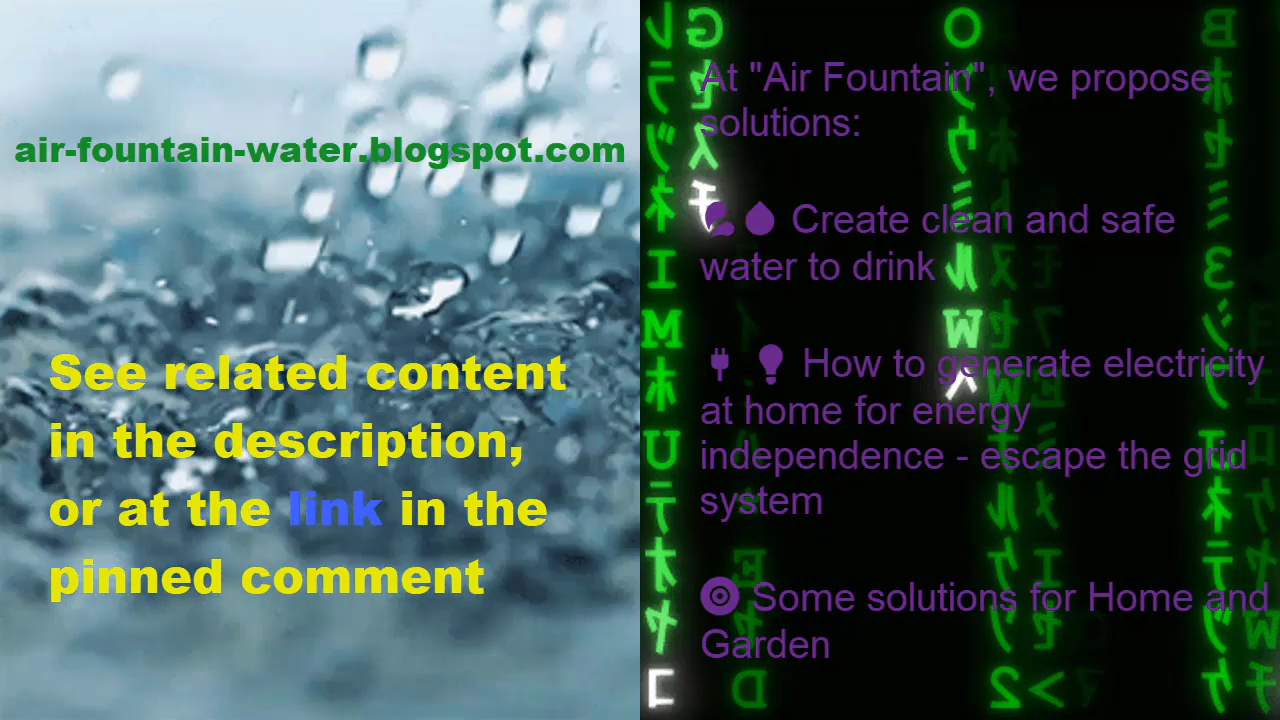 air-fountain-water.blogspot.com
See related content
in the description,
or at the link in the
pinned comment
At "Air Fountain", we propose
solutions:
Create clean and safe
water to drink
How to generate electricity
at home for energy
independence - escape the grid
system
Some solutions for Home and
Garden